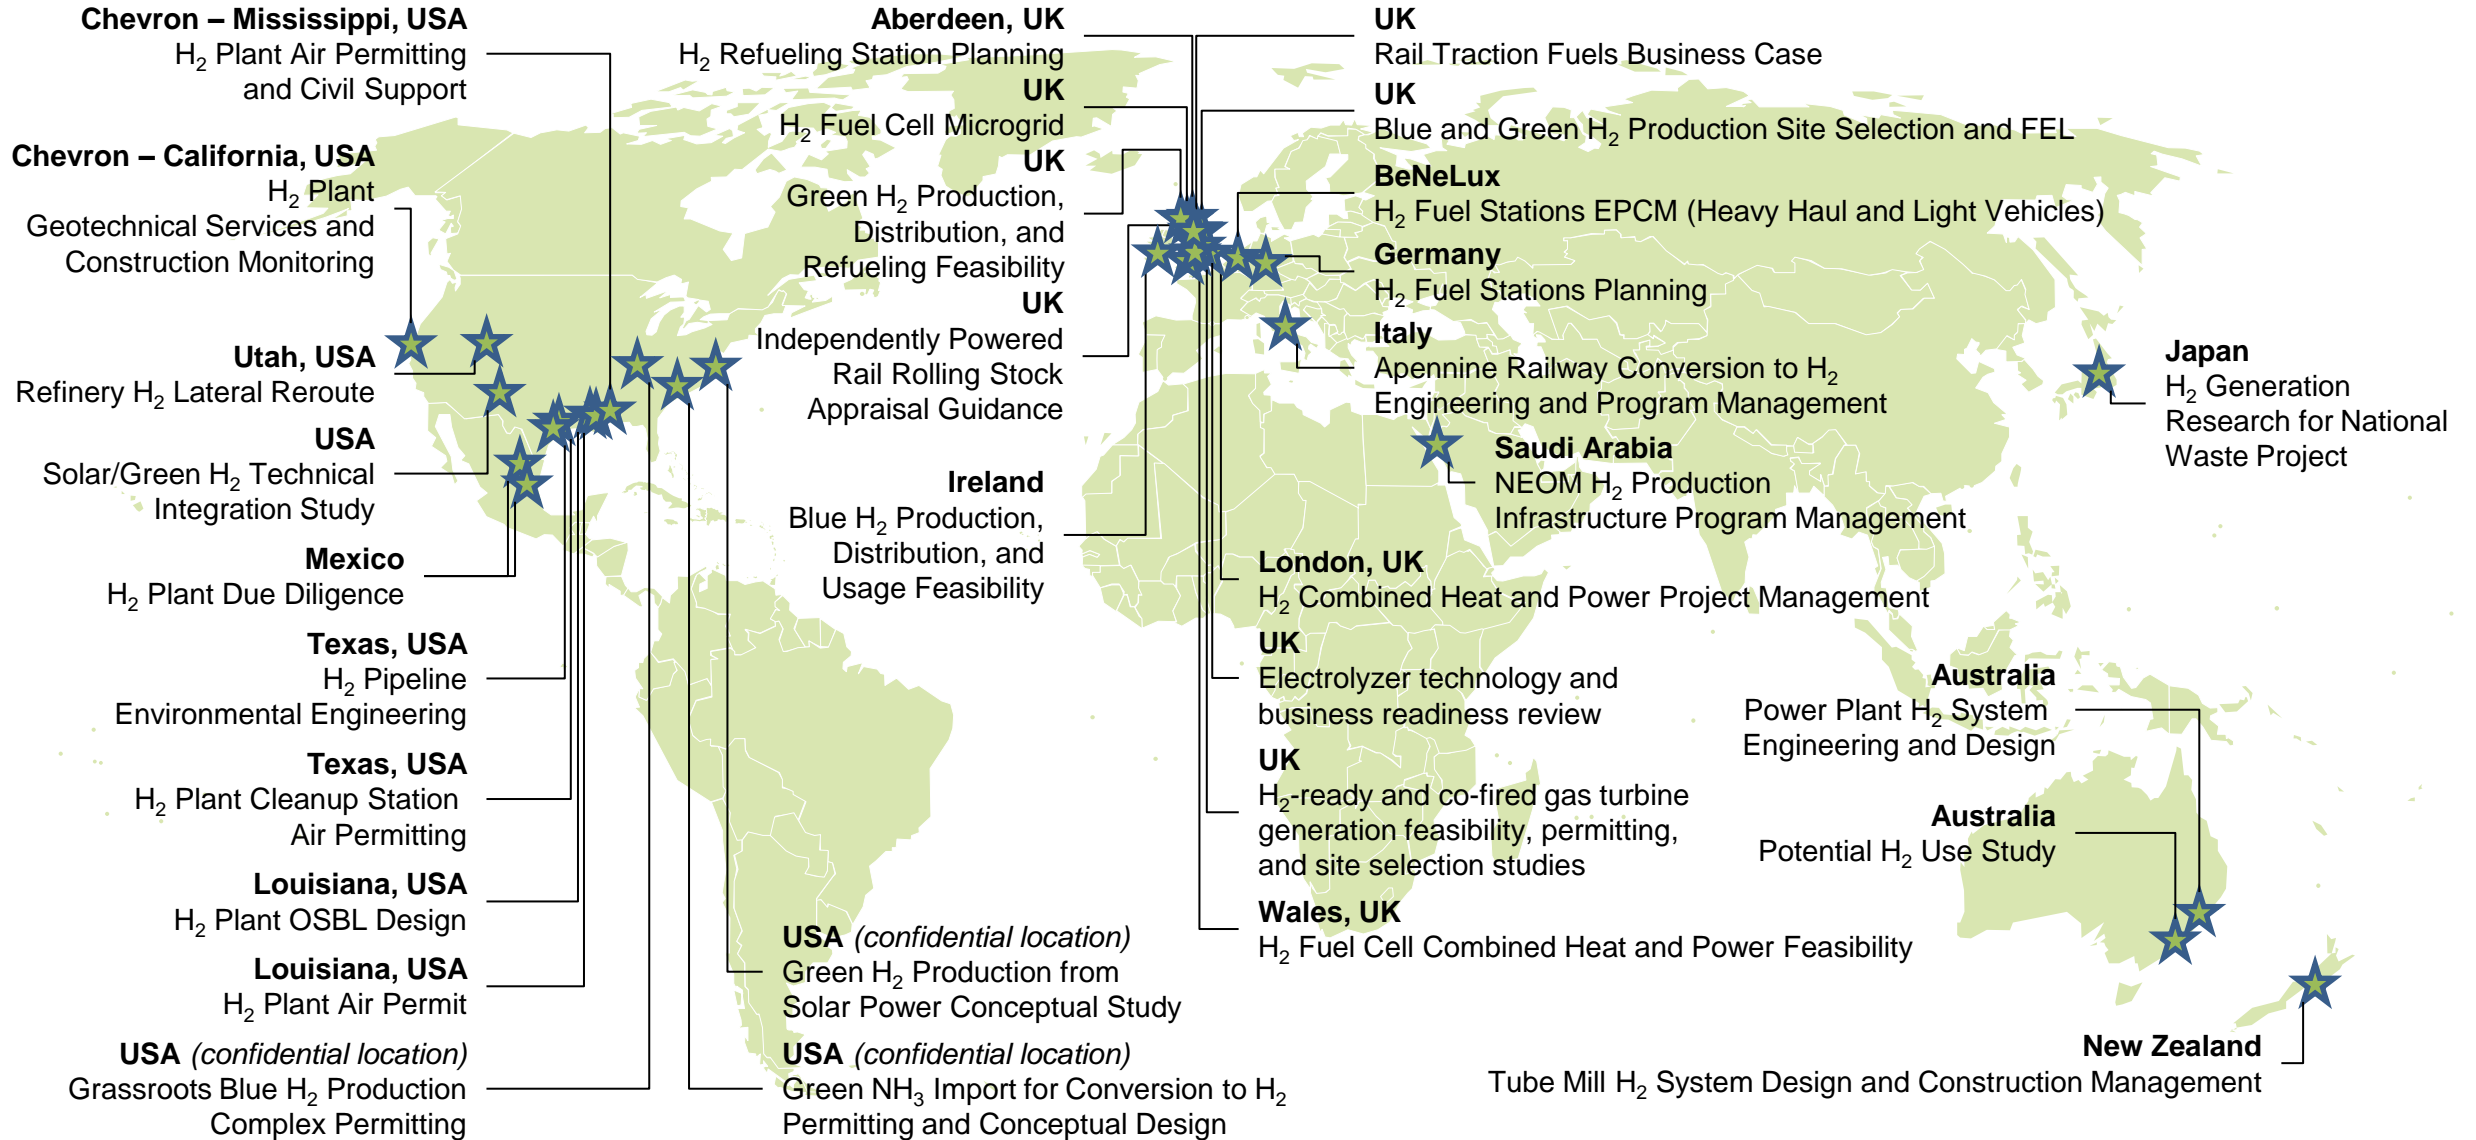 Chevron – Mississippi, USA
H₂ Plant Air Permitting
and Civil Support
Chevron – California, USA
H₂ Plant
Geotechnical Services and
Construction Monitoring
Utah, USA
Refinery H₂ Lateral Reroute
USA
Solar/Green H₂ Technical
Integration Study
Mexico
H₂ Plant Due Diligence
Texas, USA
H₂ Pipeline
Environmental Engineering
Texas, USA
H₂ Plant Cleanup Station
Air Permitting
Louisiana, USA
H₂ Plant OSBL Design
Louisiana, USA
H₂ Plant Air Permit
USA (confidential location)
Grassroots Blue H₂ Production
Complex Permitting
Aberdeen, UK
H₂ Refueling Station Planning
UK
H₂ Fuel Cell Microgrid
UK
Green H₂ Production,
Distribution, and
Refueling Feasibility
UK
Independently Powered
Rail Rolling Stock
Appraisal Guidance
Ireland
Blue H₂ Production,
Distribution, and
Usage Feasibility
USA (confidential location)
Green H₂ Production from
Solar Power Conceptual Study
USA (confidential location)
Green NH₃ Import for Conversion to H₂
Permitting and Conceptual Design
UK
Rail Traction Fuels Business Case
UK
Blue and Green H₂ Production Site Selection and FEL
BeNeLux
H₂ Fuel Stations EPCM (Heavy Haul and Light Vehicles)
Germany
H₂ Fuel Stations Planning
Italy
Apennine Railway Conversion to H₂
Engineering and Program Management
Saudi Arabia
NEOM H₂ Production
Infrastructure Program Management
London, UK
H₂ Combined Heat and Power Project Management
UK
Electrolyzer technology and
business readiness review
UK
H₂-ready and co-fired gas turbine
generation feasibility, permitting,
and site selection studies
Wales, UK
H₂ Fuel Cell Combined Heat and Power Feasibility
Japan
H₂ Generation
Research for National
Waste Project
Australia
Power Plant H₂ System
Engineering and Design
Australia
Potential H₂ Use Study
New Zealand
Tube Mill H₂ System Design and Construction Management